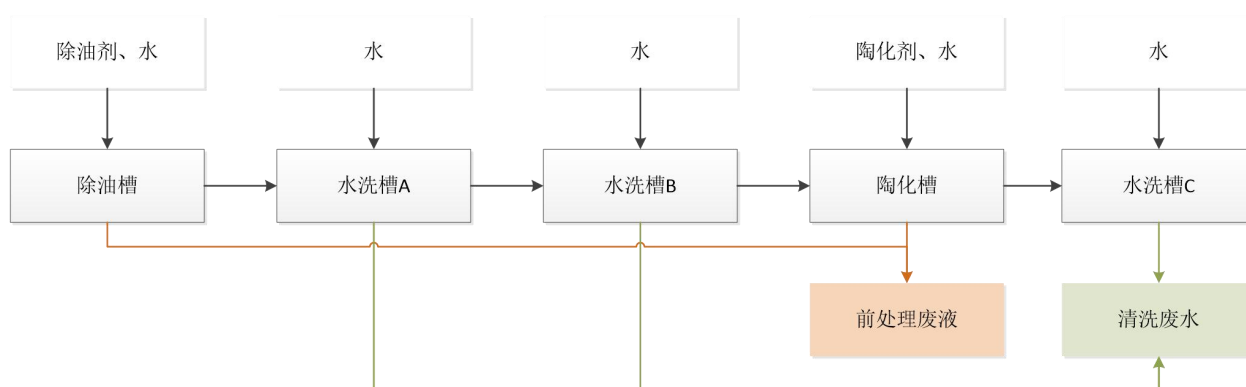 除油剂、水
水
水
陶化剂、水
水
除油槽
水洗槽A
水洗槽B
陶化槽
水洗槽C
前处理废液
清洗废水